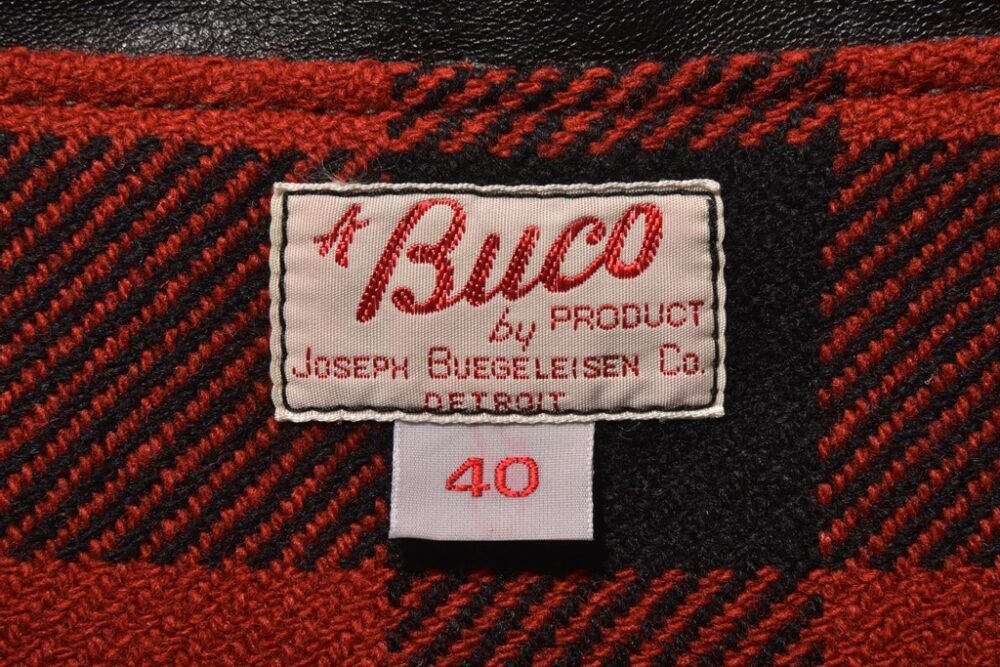 A Buco
by PRODUCT
JOSEPH BUEGELEISEN CO.
DETROIT
40